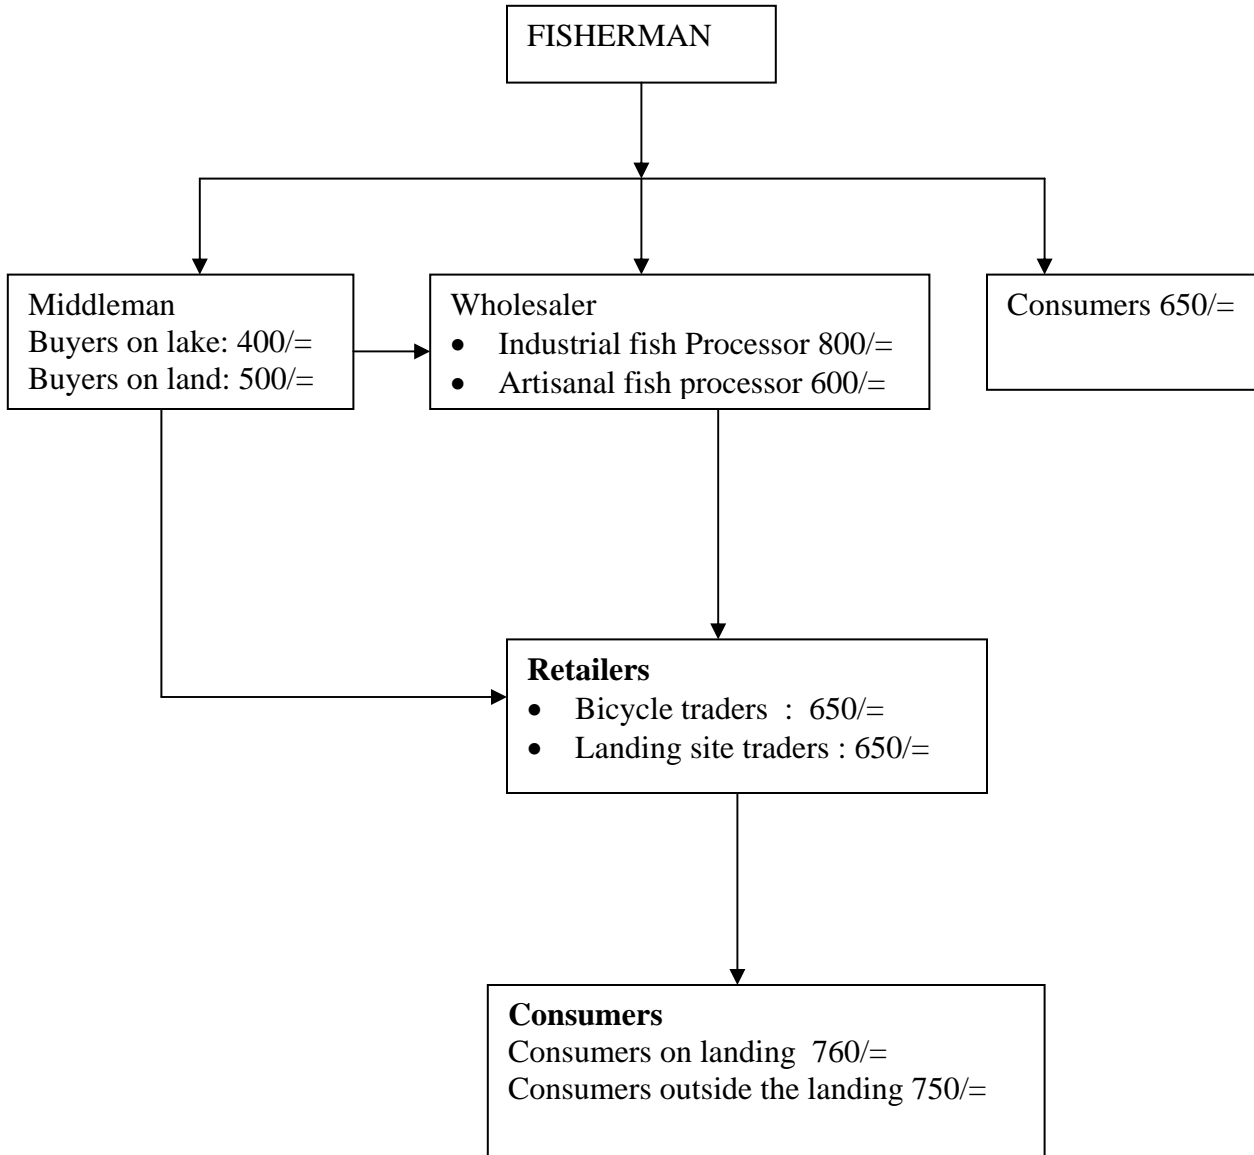 FISHERMAN
Middleman
Buyers on lake: 400/=
Buyers on land: 500/=
Wholesaler
• Industrial fish Processor 800/=
• Artisanal fish processor 600/=
Consumers 650/=
Retailers
• Bicycle traders : 650/=
• Landing site traders : 650/=
Consumers
Consumers on landing 760/=
Consumers outside the landing 750/=